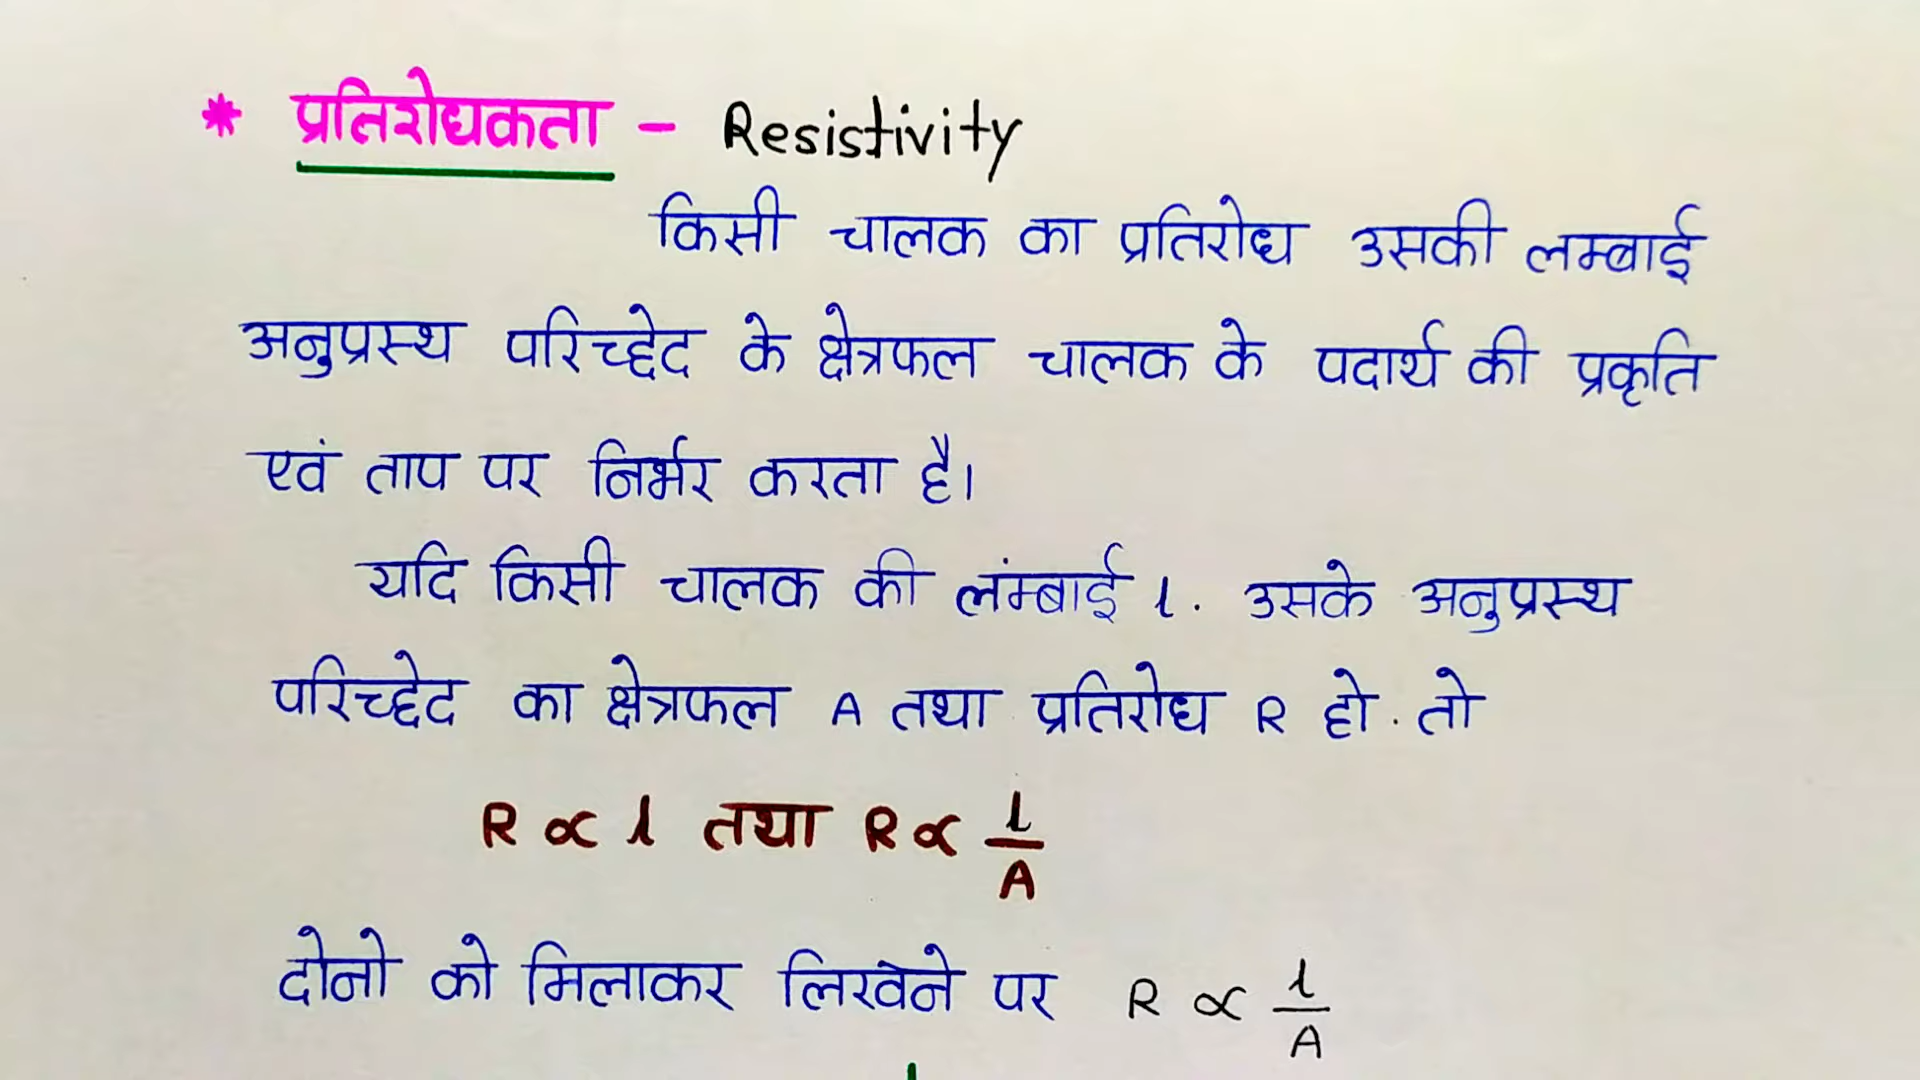 * प्रतिरोधकता - Resistivity
किसी चालक का प्रतिरोध उसकी लम्बाई
अनुप्रस्थ परिच्छेद के क्षेत्रफल चालक के पदार्थ की प्रकृति
एवं ताप पर निर्भर करता है।
यदि किसी चालक की लंम्बाई l. उसके अनुप्रस्थ
परिच्छेद का क्षेत्रफल A तथा प्रतिरोध R हो. तो
R ∝ l तथा R ∝ l/A
दोनो को मिलाकर लिखने पर R ∝ l/A